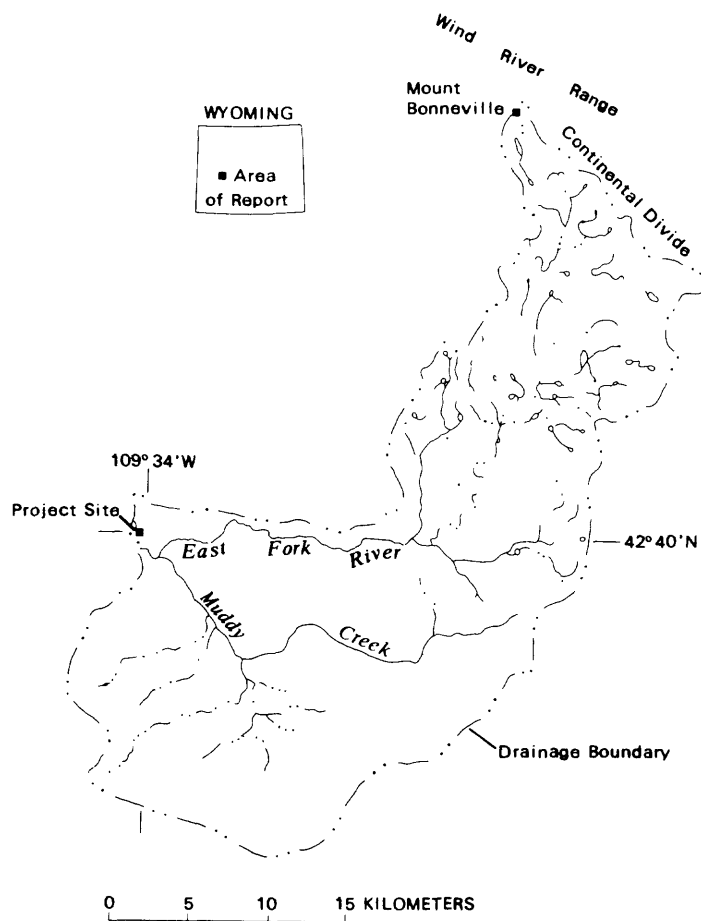 Wind River Range
Mount
Bonneville
Continental Divide
WYOMING
Area
of Report
109° 34'W
Project Site
East Fork River
42° 40'N
Muddy Creek
Drainage Boundary
0 5 10 15 KILOMETERS